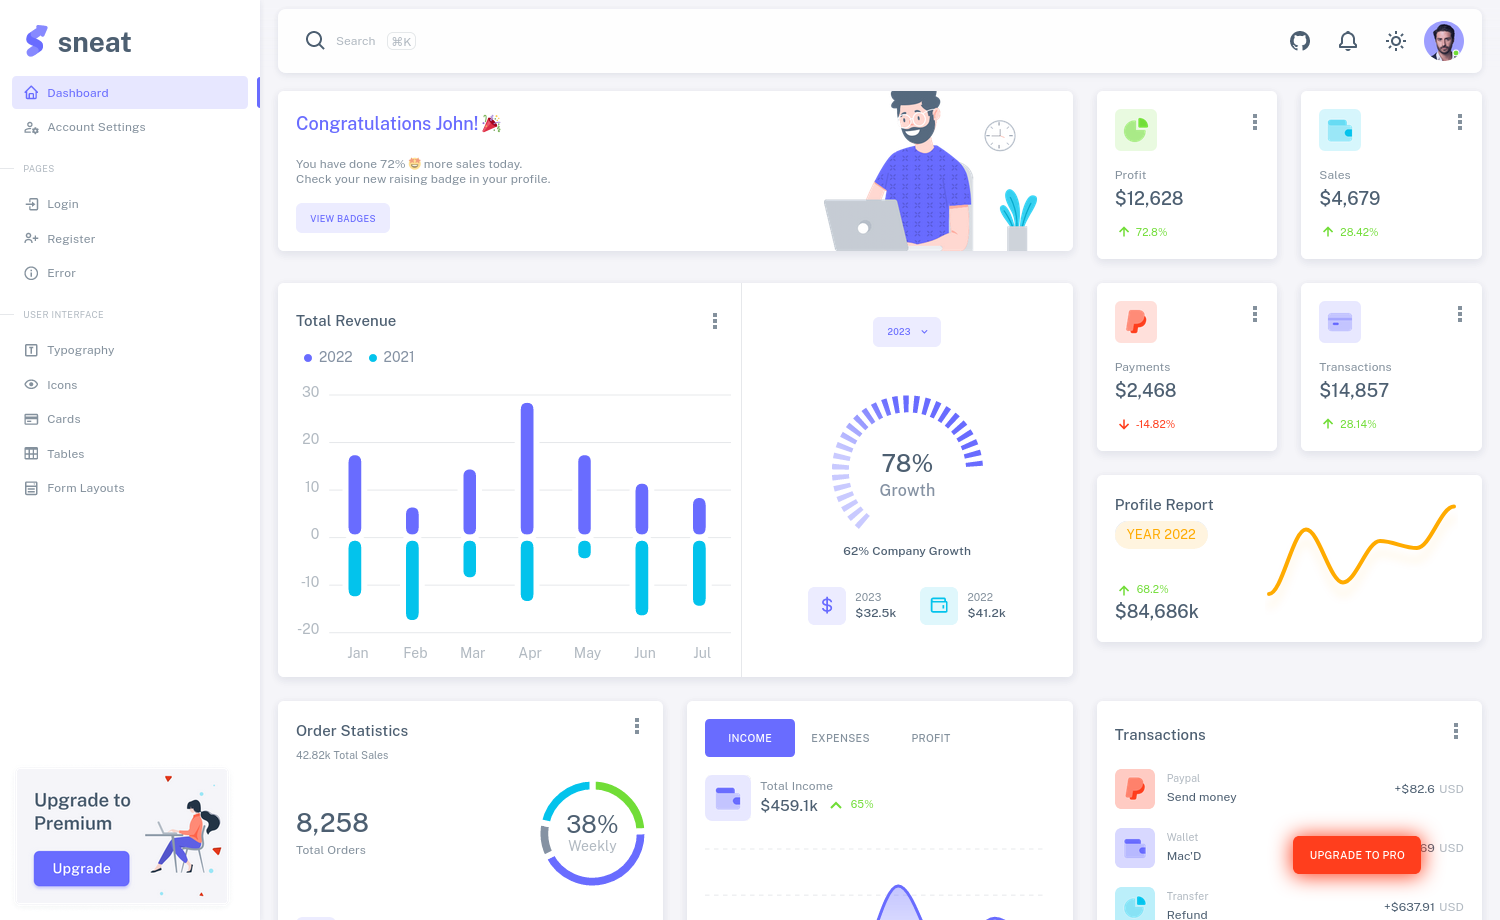 sneat
Dashboard
Account Settings
PAGES
Login
Register
Error
USER INTERFACE
Typography
Icons
Cards
Tables
Form Layouts
Upgrade to
Premium
Upgrade
Search ⌘K
Congratulations John! 🎉
You have done 72% 🤩 more sales today.
Check your new raising badge in your profile.
VIEW BADGES
Profit
$12,628
72.8%
Sales
$4,679
28.42%
Total Revenue
2022 2021
30
20
10
0
-10
-20
Jan Feb Mar Apr May Jun Jul
2023
78%
Growth
62% Company Growth
2023
$32.5k
2022
$41.2k
Payments
$2,468
-14.82%
Transactions
$14,857
28.14%
Profile Report
YEAR 2022
68.2%
$84,686k
Order Statistics
42.82k Total Sales
8,258
Total Orders
38%
Weekly
INCOME EXPENSES PROFIT
Total Income
$459.1k 65%
Transactions
Paypal
Send money
+$82.6 USD
Wallet
Mac'D
69 USD
UPGRADE TO PRO
Transfer
Refund
+$637.91 USD